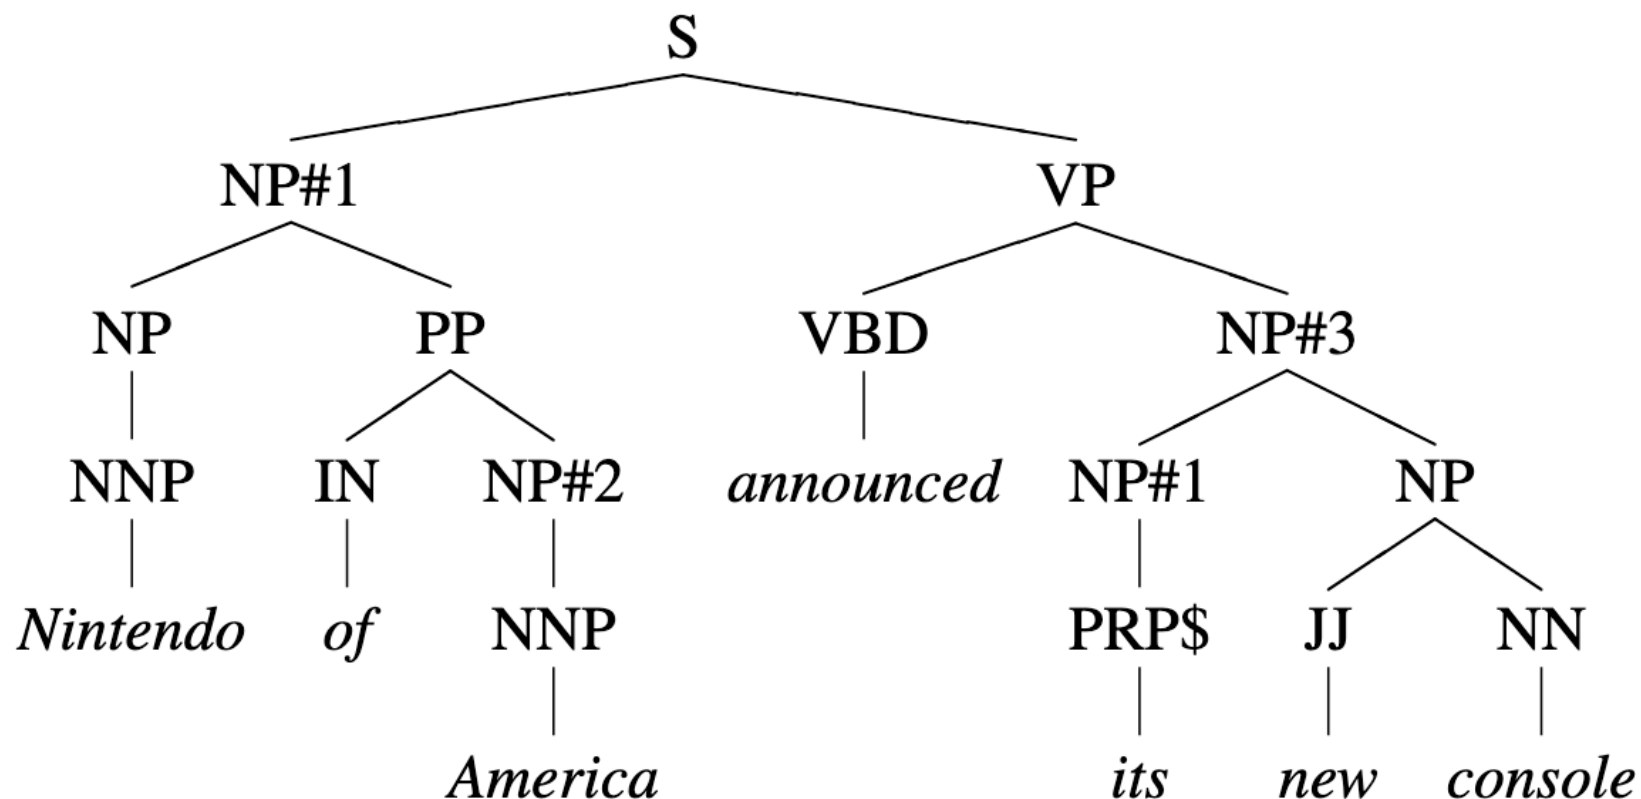 S
NP#1 VP
NP PP VBD NP#3
NNP IN NP#2 announced NP#1 NP
Nintendo of NNP PRP$ JJ NN
America its new console